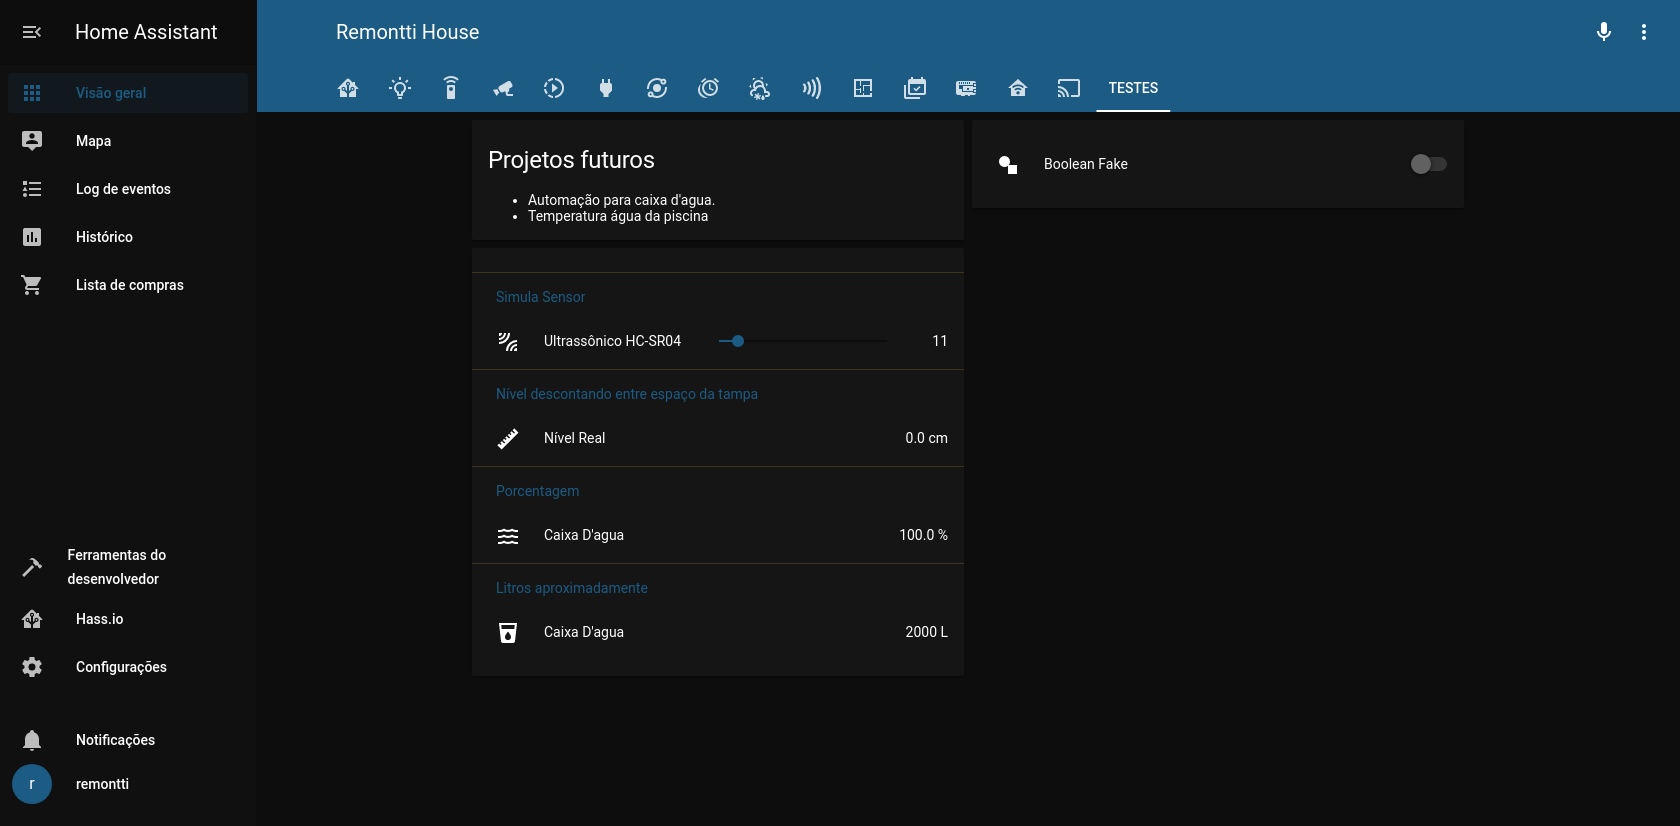 Home Assistant
Visão geral
Mapa
Log de eventos
Histórico
Lista de compras
Ferramentas do
desenvolvedor
Hass.io
Configurações
Notificações
r
remontti
Remontti House
TESTES
Projetos futuros
Automação para caixa d'agua.
Temperatura água da piscina
Simula Sensor
Ultrassônico HC-SR04 11
Nível descontando entre espaço da tampa
Nível Real 0.0 cm
Porcentagem
Caixa D'agua 100.0 %
Litros aproximadamente
Caixa D'agua 2000 L
Boolean Fake